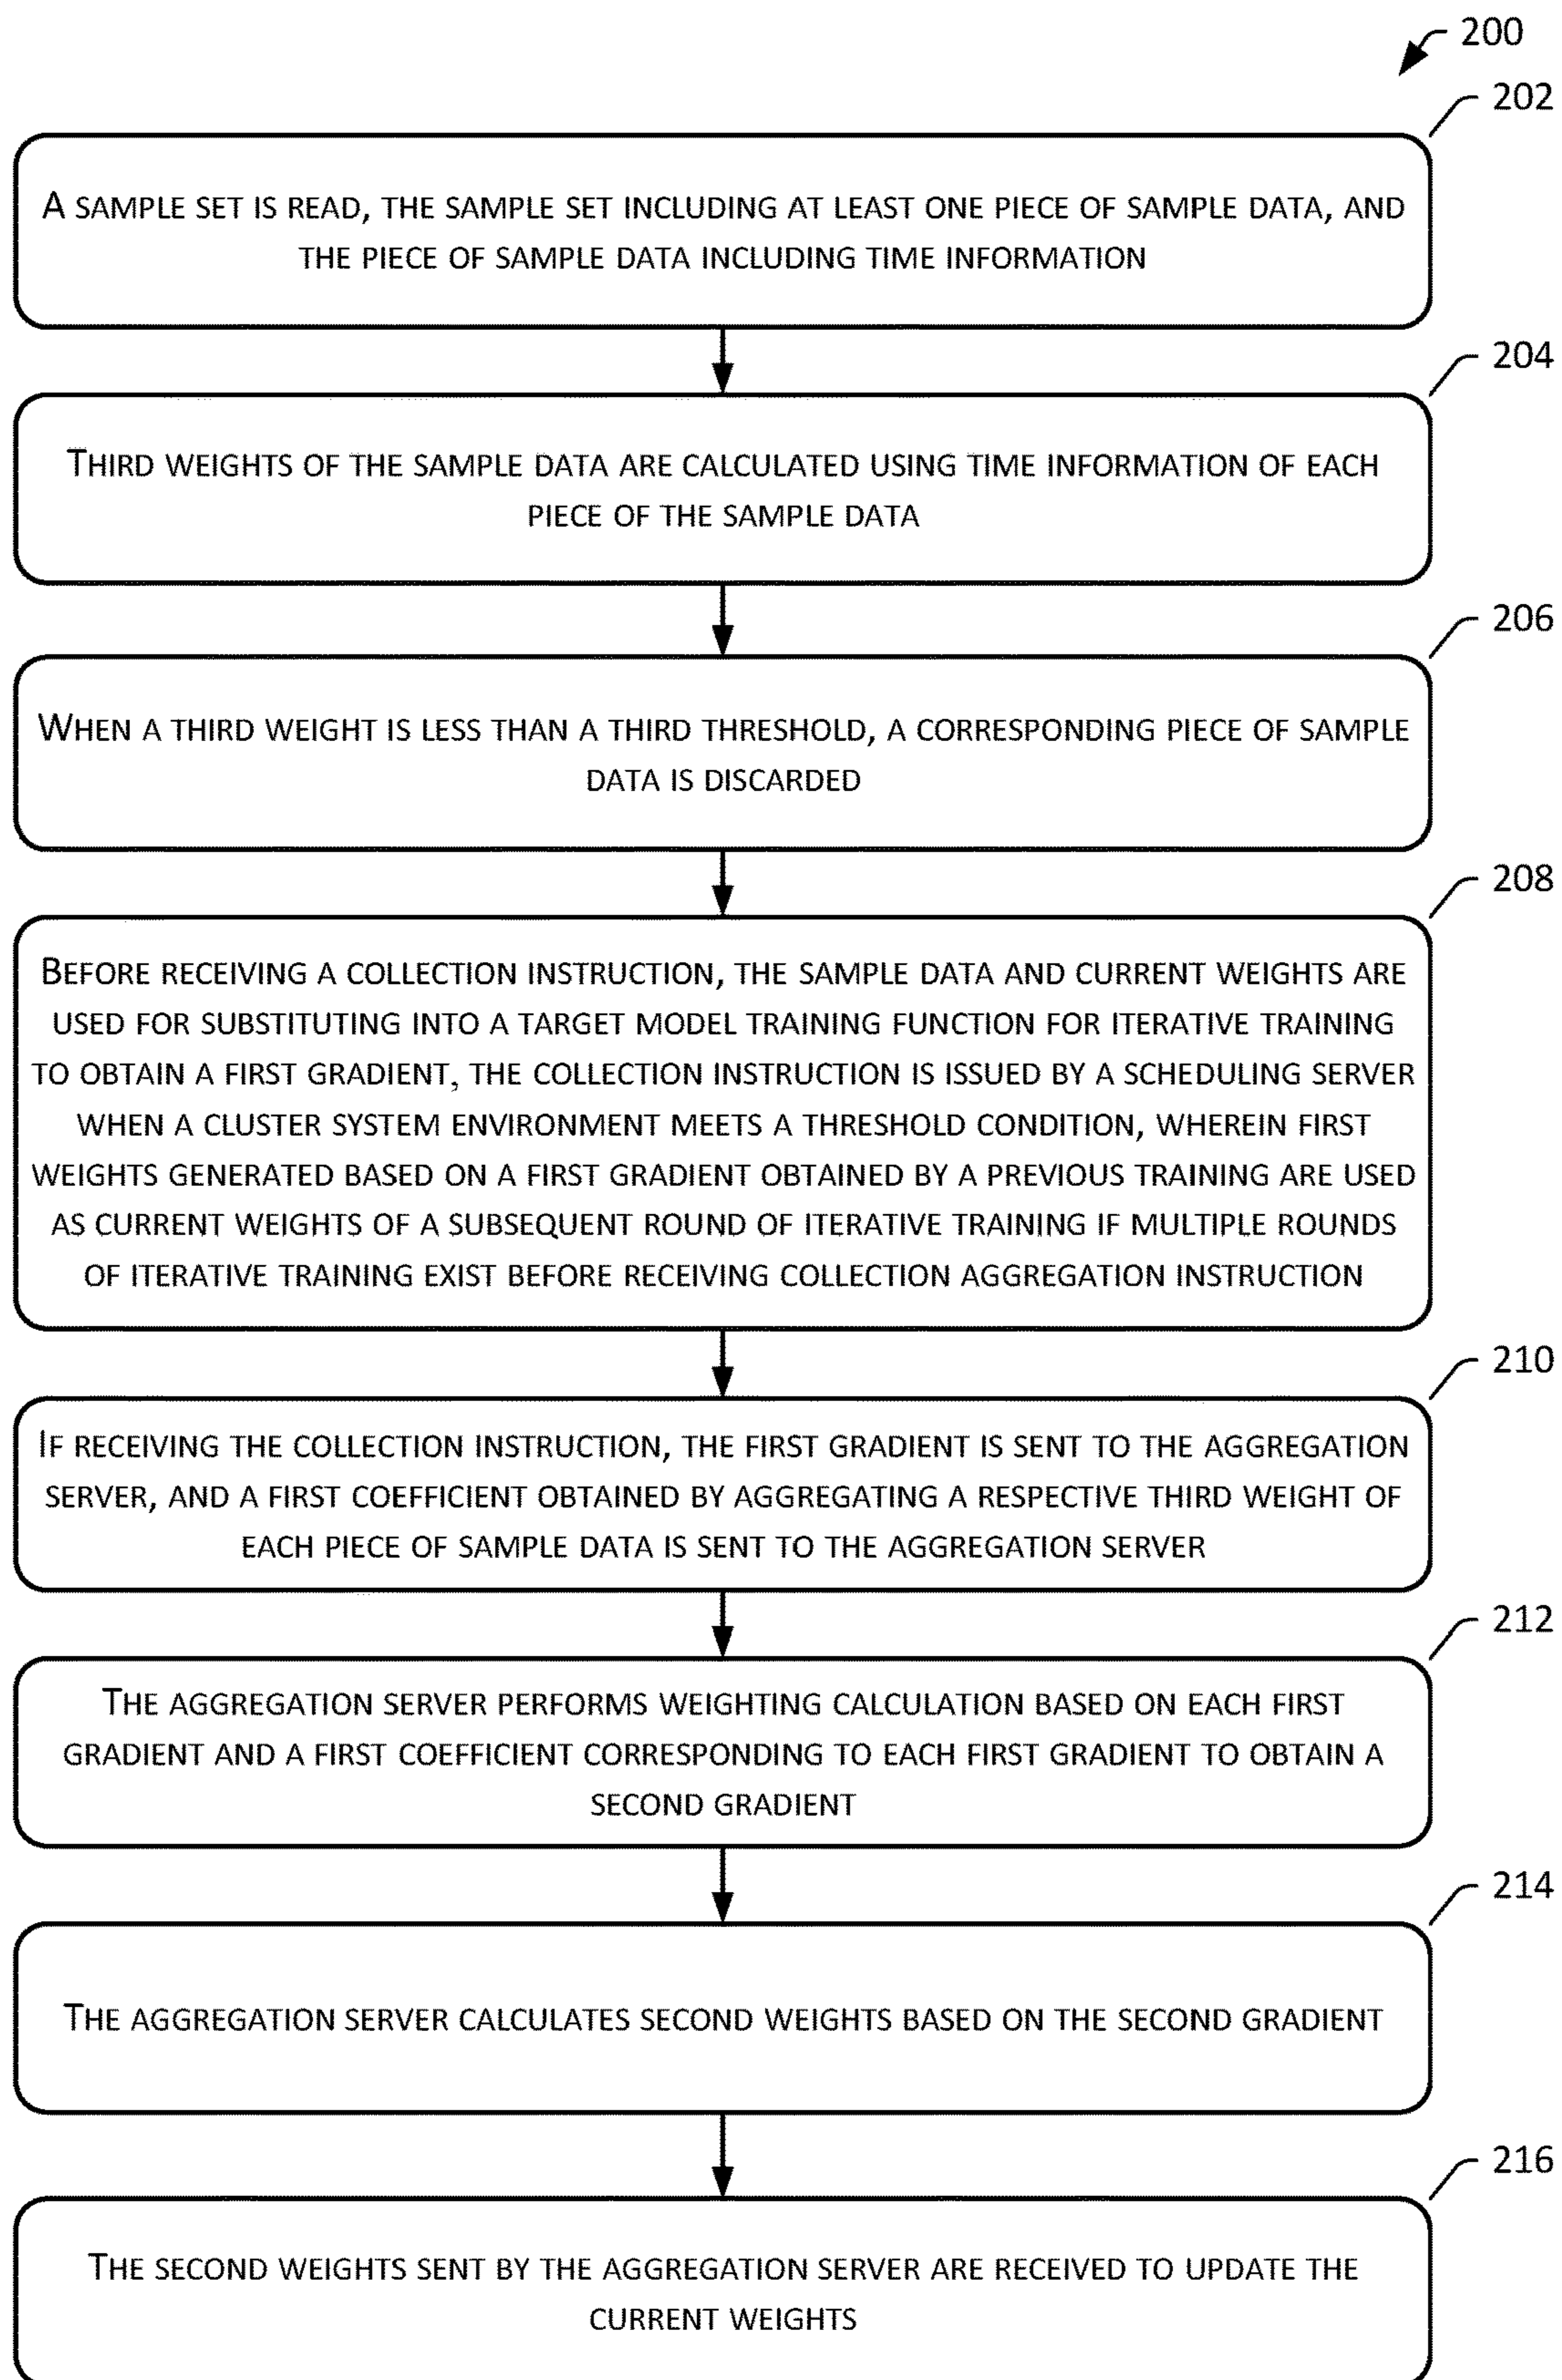 200
202
A SAMPLE SET IS READ, THE SAMPLE SET INCLUDING AT LEAST ONE PIECE OF SAMPLE DATA, AND
THE PIECE OF SAMPLE DATA INCLUDING TIME INFORMATION
204
THIRD WEIGHTS OF THE SAMPLE DATA ARE CALCULATED USING TIME INFORMATION OF EACH
PIECE OF THE SAMPLE DATA
206
WHEN A THIRD WEIGHT IS LESS THAN A THIRD THRESHOLD, A CORRESPONDING PIECE OF SAMPLE
DATA IS DISCARDED
208
BEFORE RECEIVING A COLLECTION INSTRUCTION, THE SAMPLE DATA AND CURRENT WEIGHTS ARE
USED FOR SUBSTITUTING INTO A TARGET MODEL TRAINING FUNCTION FOR ITERATIVE TRAINING
TO OBTAIN A FIRST GRADIENT, THE COLLECTION INSTRUCTION IS ISSUED BY A SCHEDULING SERVER
WHEN A CLUSTER SYSTEM ENVIRONMENT MEETS A THRESHOLD CONDITION, WHEREIN FIRST
WEIGHTS GENERATED BASED ON A FIRST GRADIENT OBTAINED BY A PREVIOUS TRAINING ARE USED
AS CURRENT WEIGHTS OF A SUBSEQUENT ROUND OF ITERATIVE TRAINING IF MULTIPLE ROUNDS
OF ITERATIVE TRAINING EXIST BEFORE RECEIVING COLLECTION AGGREGATION INSTRUCTION
210
IF RECEIVING THE COLLECTION INSTRUCTION, THE FIRST GRADIENT IS SENT TO THE AGGREGATION
SERVER, AND A FIRST COEFFICIENT OBTAINED BY AGGREGATING A RESPECTIVE THIRD WEIGHT OF
EACH PIECE OF SAMPLE DATA IS SENT TO THE AGGREGATION SERVER
212
THE AGGREGATION SERVER PERFORMS WEIGHTING CALCULATION BASED ON EACH FIRST
GRADIENT AND A FIRST COEFFICIENT CORRESPONDING TO EACH FIRST GRADIENT TO OBTAIN A
SECOND GRADIENT
214
THE AGGREGATION SERVER CALCULATES SECOND WEIGHTS BASED ON THE SECOND GRADIENT
216
THE SECOND WEIGHTS SENT BY THE AGGREGATION SERVER ARE RECEIVED TO UPDATE THE
CURRENT WEIGHTS